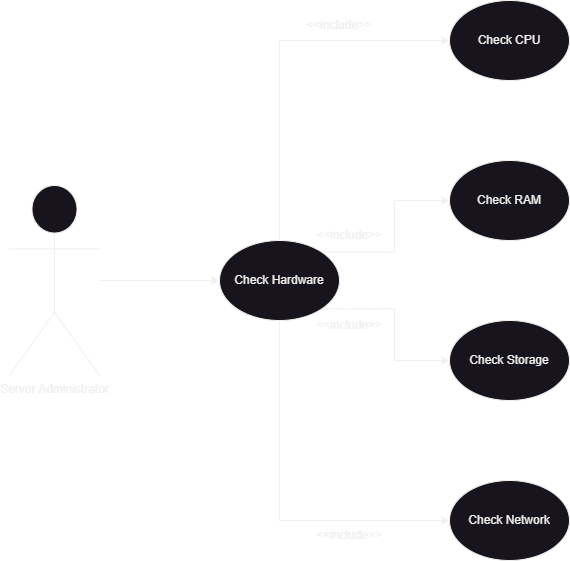 <<include>>
Check CPU
Check RAM
<<include>>
Check Hardware
<<include>>
Check Storage
Server Administrator
Check Network
<<include>>